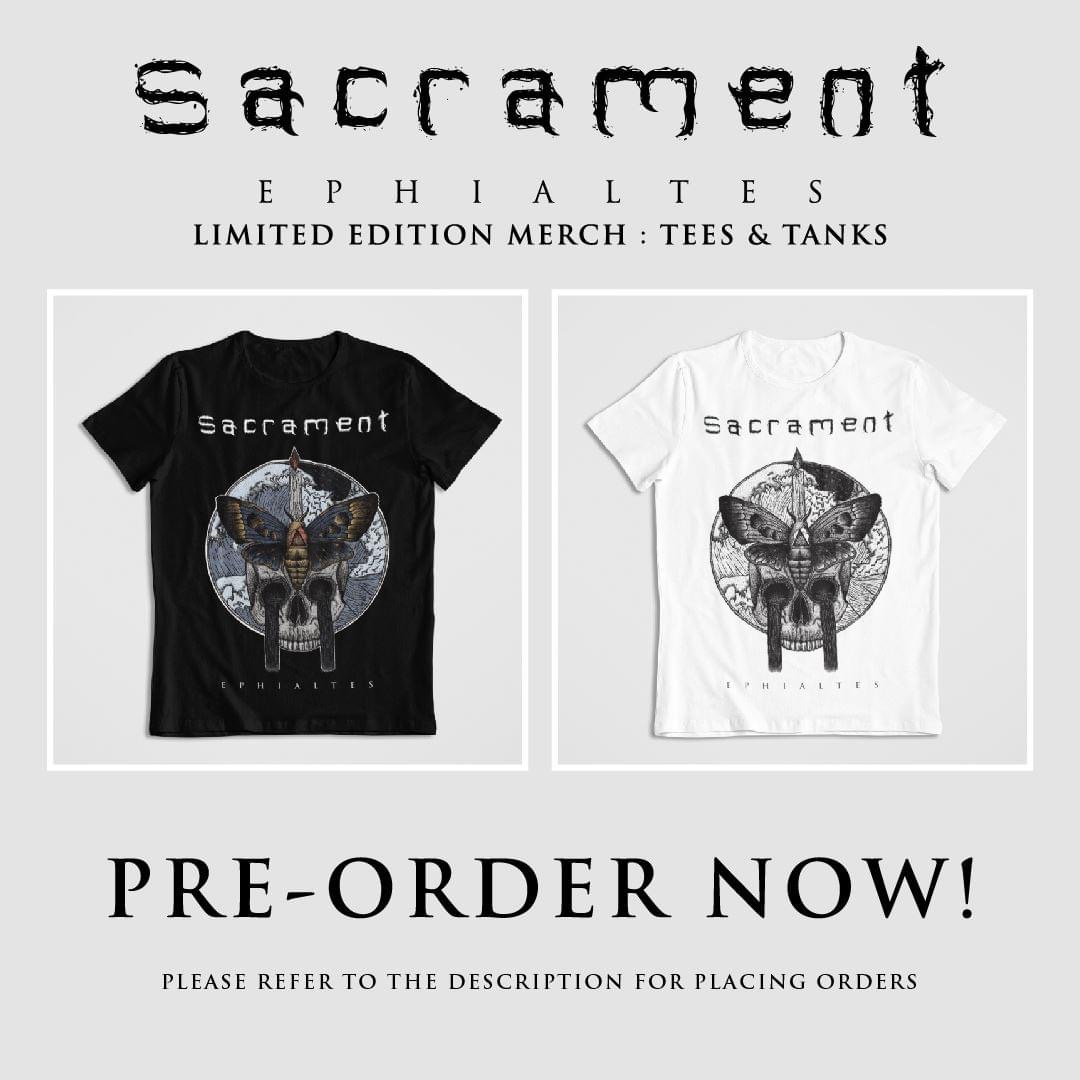 Sacrament
EPHIALTES
LIMITED EDITION MERCH : TEES & TANKS
Sacrament
EPHIALTES
Sacrament
EPHIALTES
PRE-ORDER NOW!
PLEASE REFER TO THE DESCRIPTION FOR PLACING ORDERS